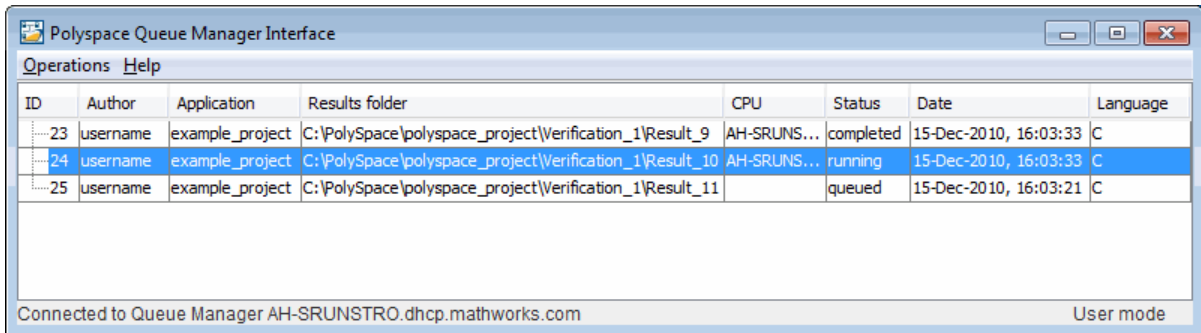 Polyspace Queue Manager Interface
Operations Help
ID Author Application Results folder CPU Status Date Language
23 username example_project C:\PolySpace\polyspace_project\Verification_1\Result_9 AH-SRUNS... completed 15-Dec-2010, 16:03:33 C
24 username example_project C:\PolySpace\polyspace_project\Verification_1\Result_10 AH-SRUNS... running 15-Dec-2010, 16:03:33 C
25 username example_project C:\PolySpace\polyspace_project\Verification_1\Result_11 queued 15-Dec-2010, 16:03:21 C
Connected to Queue Manager AH-SRUNSTRO.dhcp.mathworks.com User mode